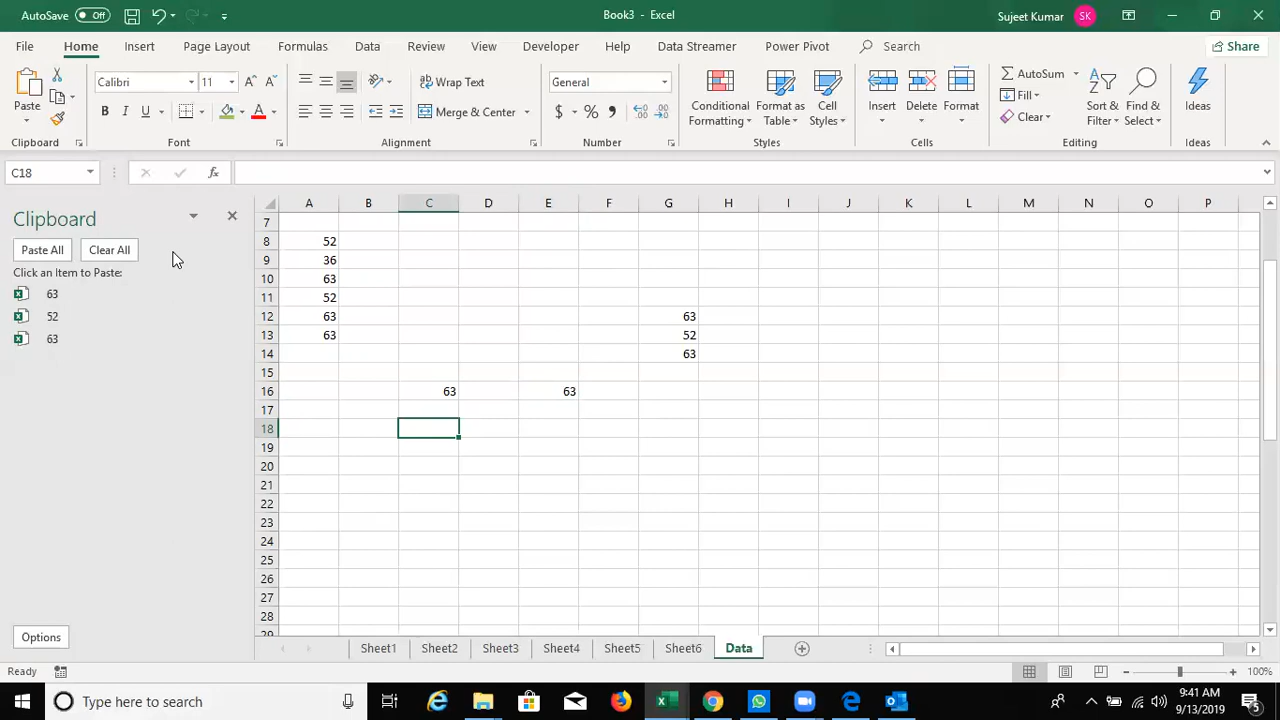 AutoSave Off Book3 - Excel Sujeet Kumar SK
File Home Insert Page Layout Formulas Data Review View Developer Help Data Streamer Power Pivot Search Share
Paste Calibri 11 A A Wrap Text General AutoSum
B I U A Merge & Center $ % , Conditional Formatting Format as Table Cell Styles Insert Delete Format Fill Clear Sort & Filter Find & Select Ideas
Clipboard Font Alignment Number Styles Cells Editing Ideas
C18 fx
Clipboard
Paste All Clear All
Click an Item to Paste:
63
52
63
Options
A B C D E F G H I J K L M N O P
7
8 52
9 36
10 63
11 52
12 63 63
13 63 52
14 63
15
16 63 63
17
18
19
20
21
22
23
24
25
26
27
28
29
Sheet1 Sheet2 Sheet3 Sheet4 Sheet5 Sheet6 Data
Ready 100%
Type here to search 9:41 AM
9/13/2019 5